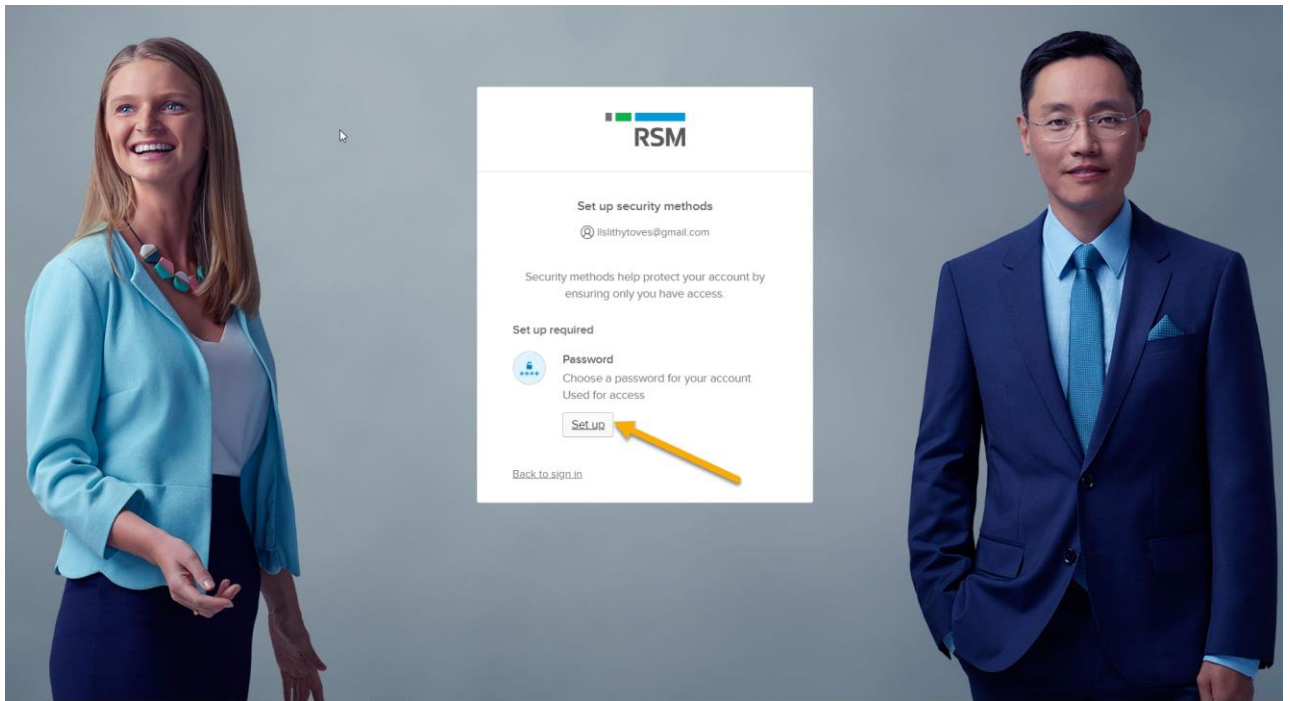 RSM
Set up security methods
llslithytoves@gmail.com
Security methods help protect your account by
ensuring only you have access.
Set up required
Password
Choose a password for your account
Used for access
Set up
Back to sign in